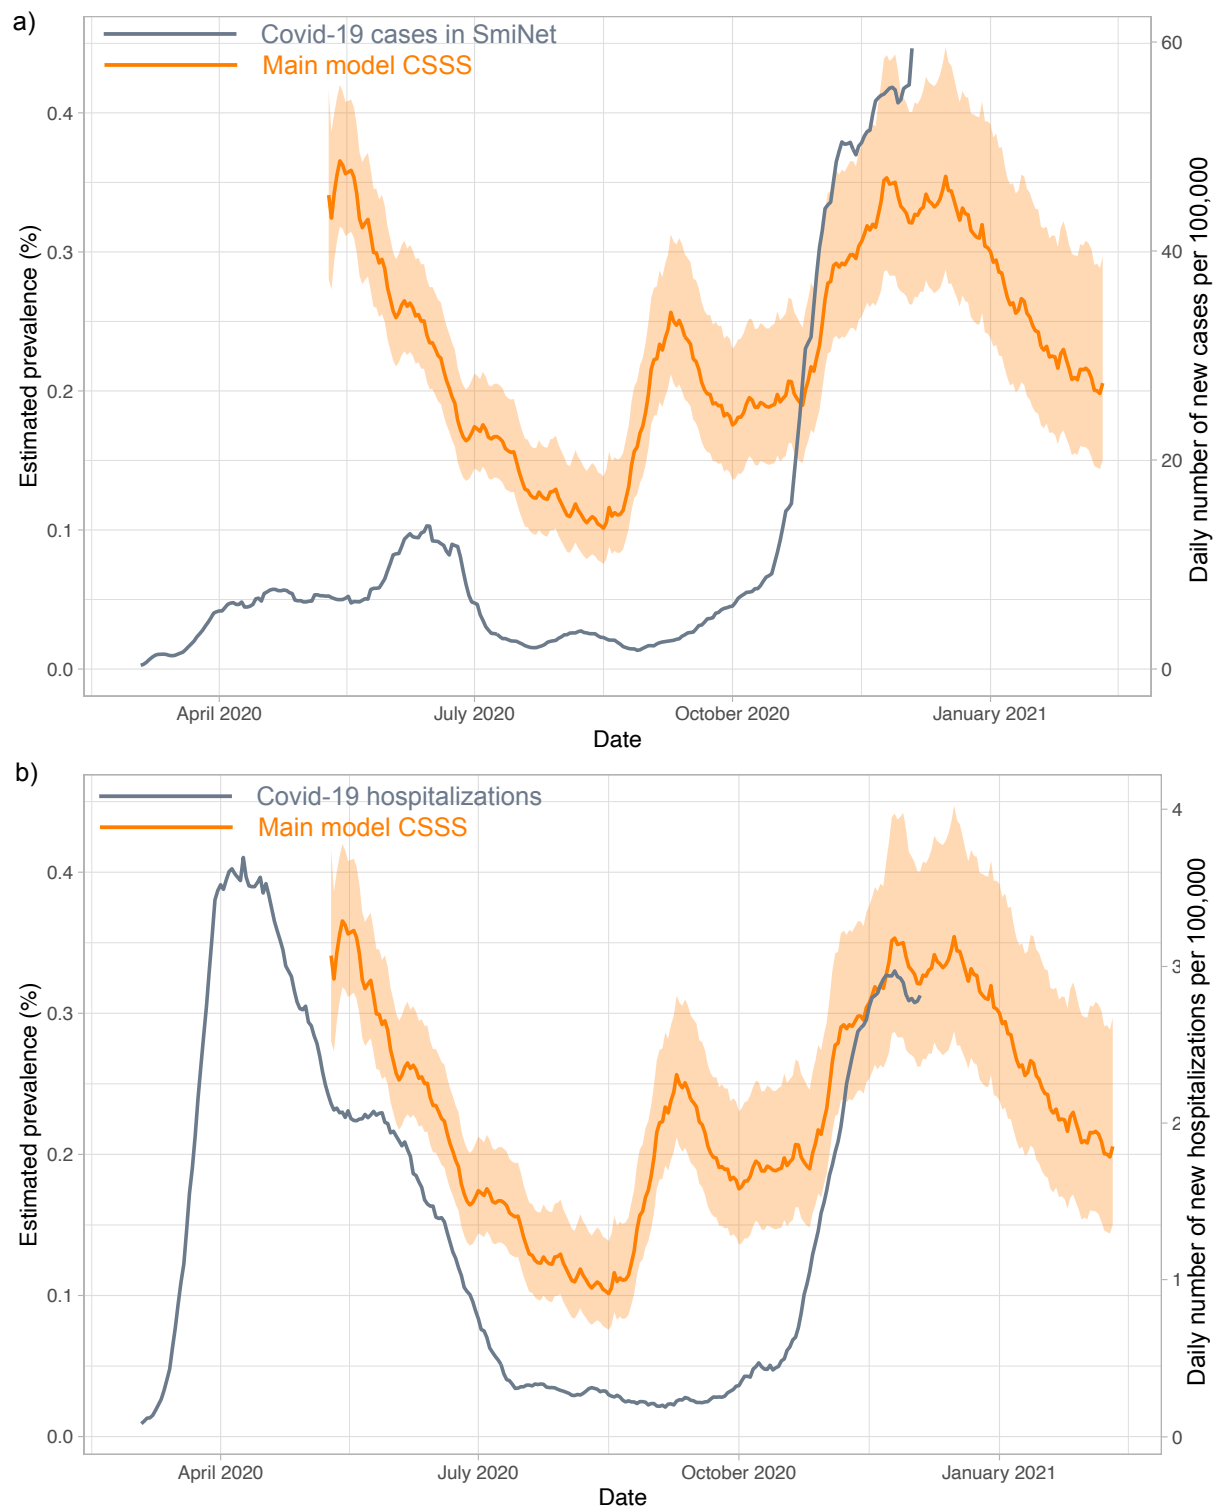 a)
Covid-19 cases in SmiNet
Main model CSSS
60
0.4
0.3
40
0.2
20
0.1
0.0
0
Estimated prevalence (%)
Daily number of new cases per 100,000
April 2020
July 2020
October 2020
January 2021
Date
b)
Covid-19 hospitalizations
Main model CSSS
4
0.4
3
0.3
2
0.2
1
0.1
0.0
0
Estimated prevalence (%)
Daily number of new hospitalizations per 100,000
April 2020
July 2020
October 2020
January 2021
Date